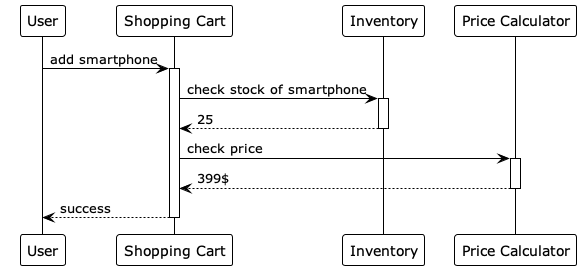 User Shopping Cart Inventory Price Calculator
add smartphone
check stock of smartphone
25
check price
399$
success
User Shopping Cart Inventory Price Calculator